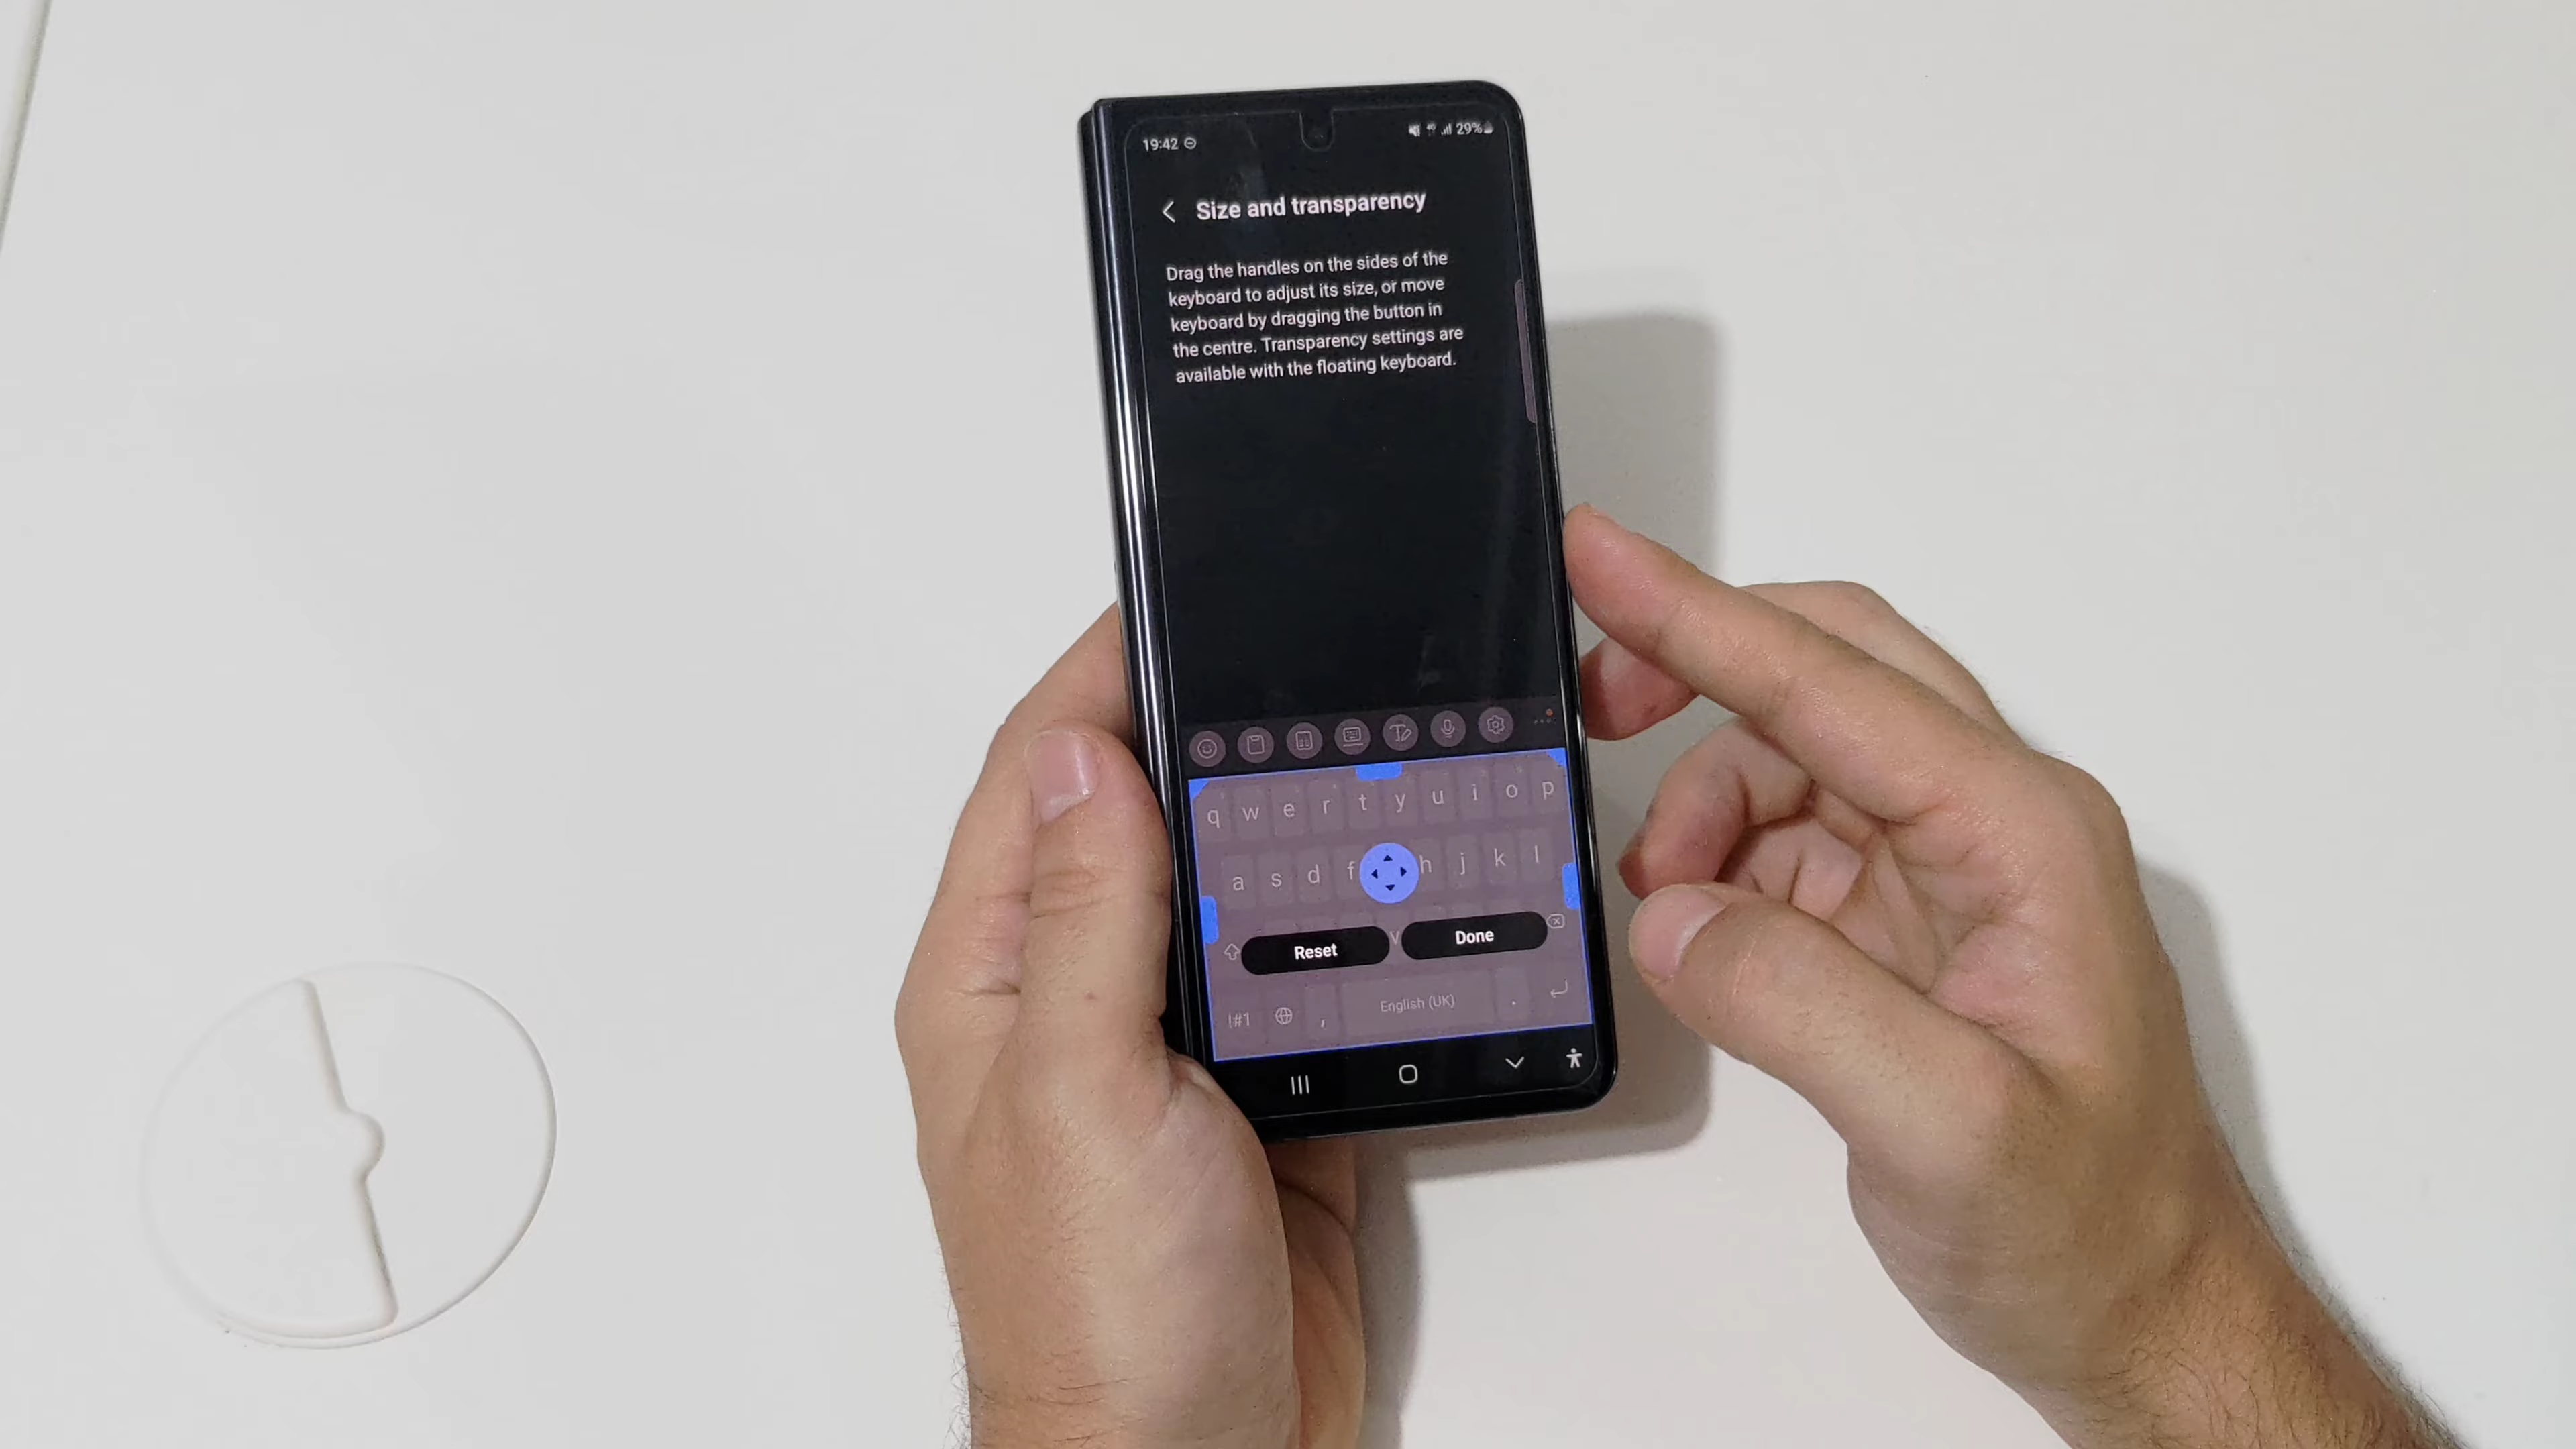 19:42
29%
Size and transparency
Drag the handles on the sides of the
keyboard to adjust its size, or move
keyboard by dragging the button in
the centre. Transparency settings are
available with the floating keyboard.
q w e r t y u i o p
a s d f h j k l
v
Reset Done
!#1 , English (UK) .